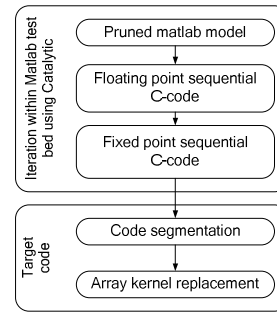 Iteration within Matlab test
bed using Catalytic
Pruned matlab model
Floating point sequential
C-code
Fixed point sequential
C-code
Target
code
Code segmentation
Array kernel replacement